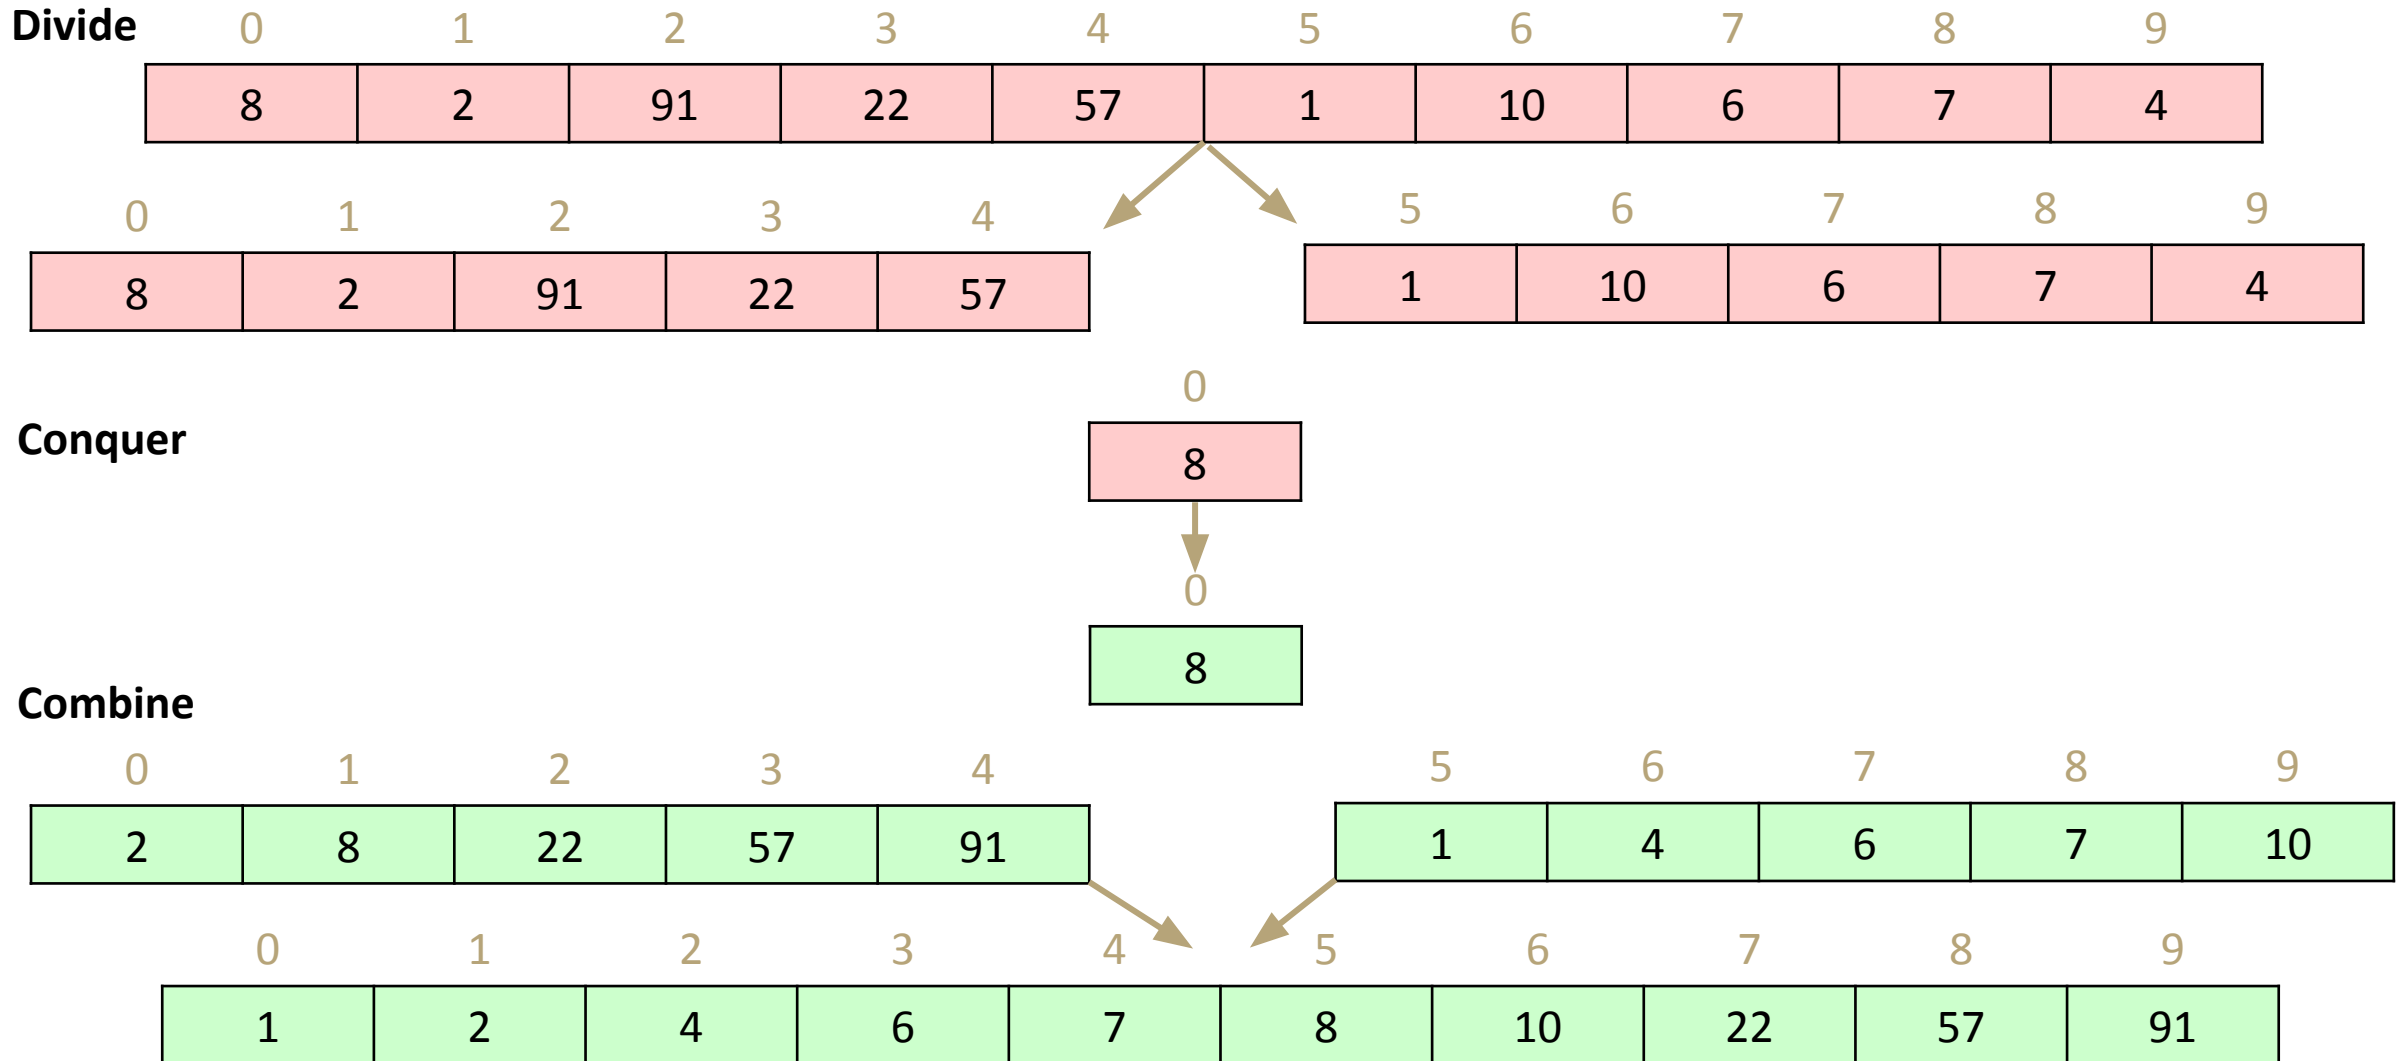 Divide 0 1 2 3 4 5 6 7 8 9
8 2 91 22 57 1 10 6 7 4
0 1 2 3 4 5 6 7 8 9
8 2 91 22 57 1 10 6 7 4
0
Conquer
8
0
8
Combine
0 1 2 3 4 5 6 7 8 9
2 8 22 57 91 1 4 6 7 10
0 1 2 3 4 5 6 7 8 9
1 2 4 6 7 8 10 22 57 91